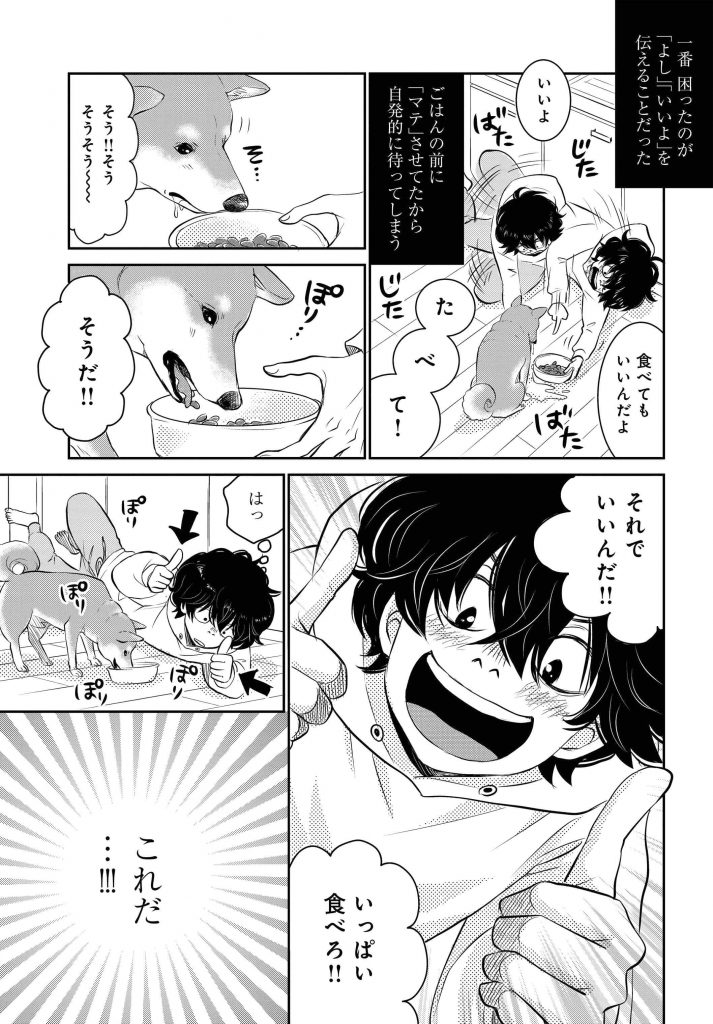 一番 困ったのが
「よし」「いいよ」を
伝えることだった
いいよ
ばた
じた
食べても
いいんだよ
じた
ばた
たべて！
ごはんの前に
「マテ」させてたから
自発的に待ってしまう
そ…
そう!!そう
そうそう〜〜
ぽり…
そうだ!!
それで
いいんだ!!
いっぱい
食べろ!!
はっ
ぽり
ぽり
ぽり
ぽり
これだ
…!!!